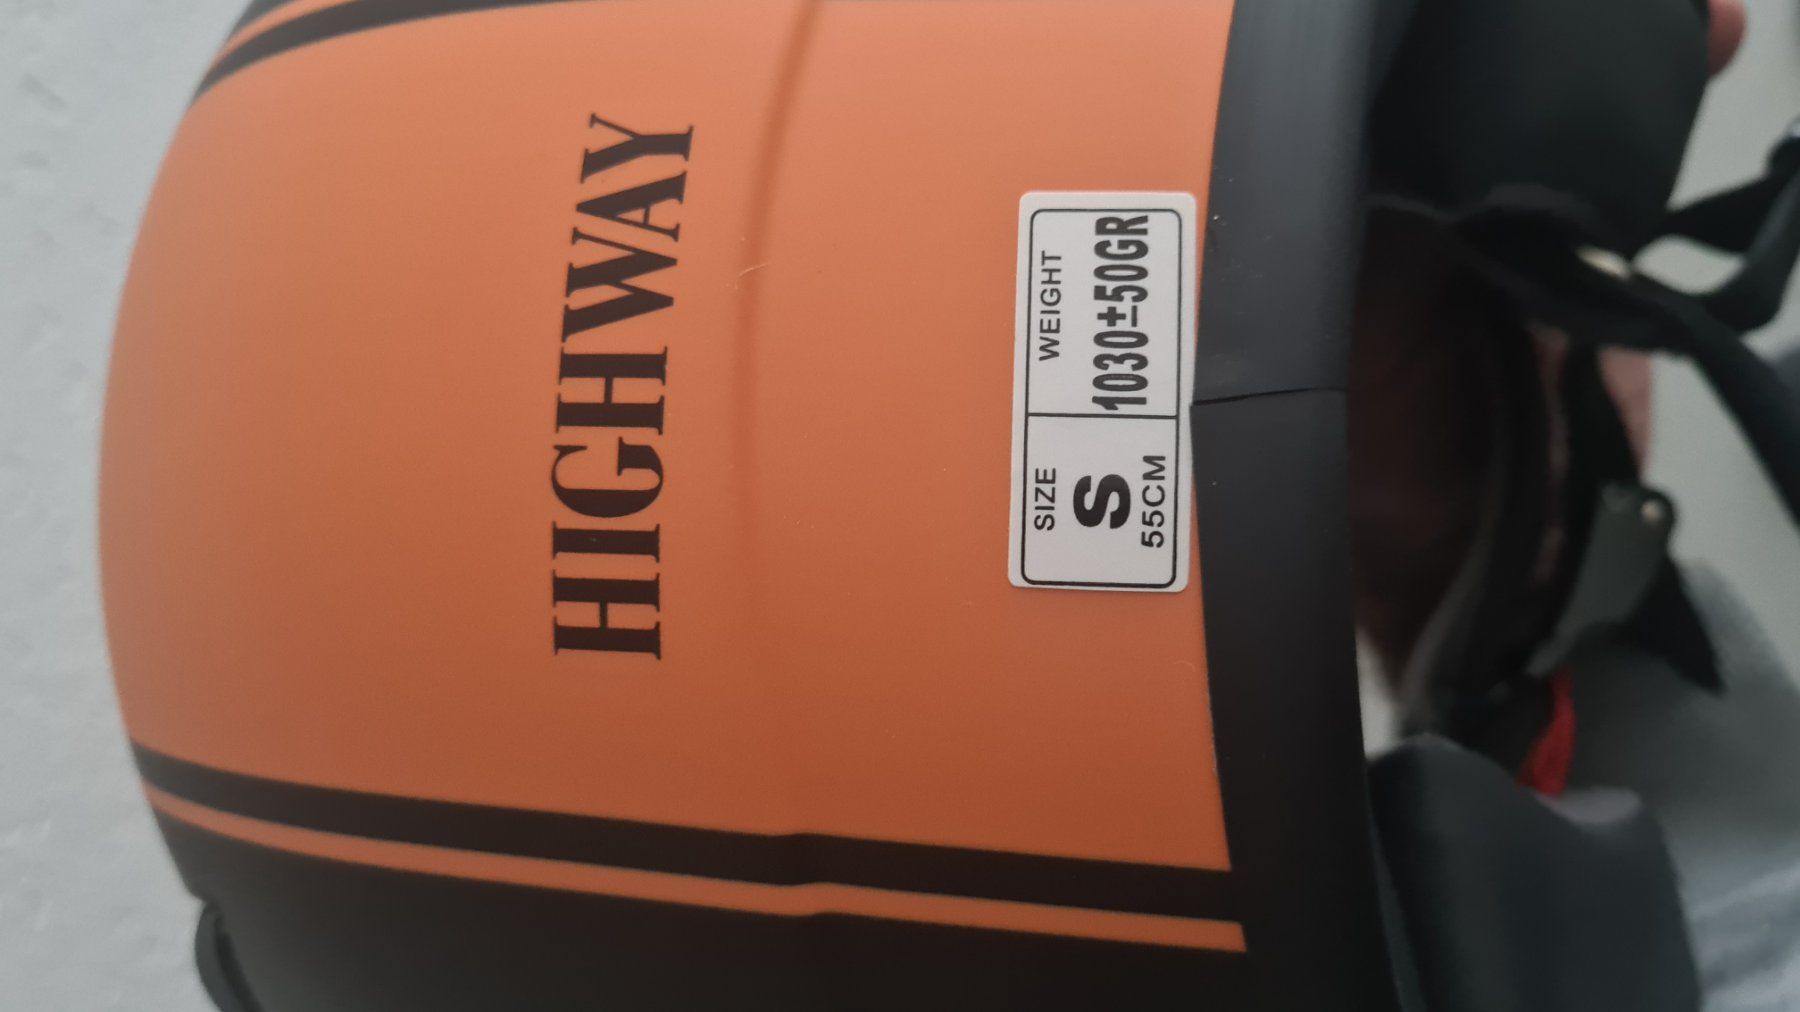 HIGHWAY
SIZE
S
55CM
WEIGHT
1030±50GR